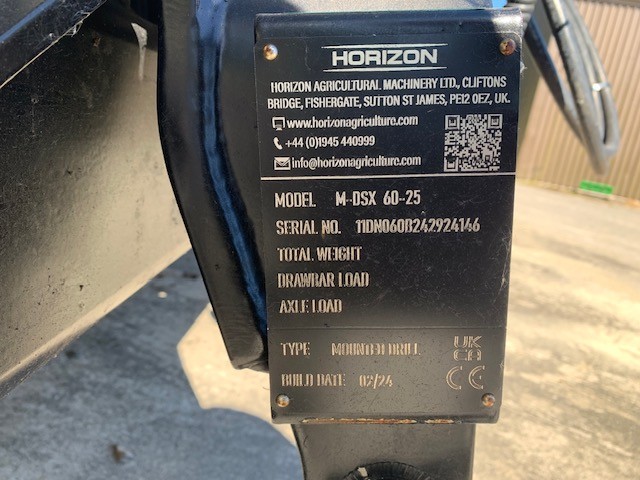 HORIZON
HORIZON AGRICULTURAL MACHINERY LTD., CLIFTONS
BRIDGE, FISHERGATE, SUTTON ST JAMES, PE12 0EZ, UK.
www.horizonagriculture.com
+44 (0)1945 440999
info@horizonagriculture.com
MODEL M-DSX 60-25
SERIAL NO. 11DN060B242924146
TOTAL WEIGHT
DRAWBAR LOAD
AXLE LOAD
TYPE MOUNTED DRILL
UK
CA
BUILD DATE 02/24
CE